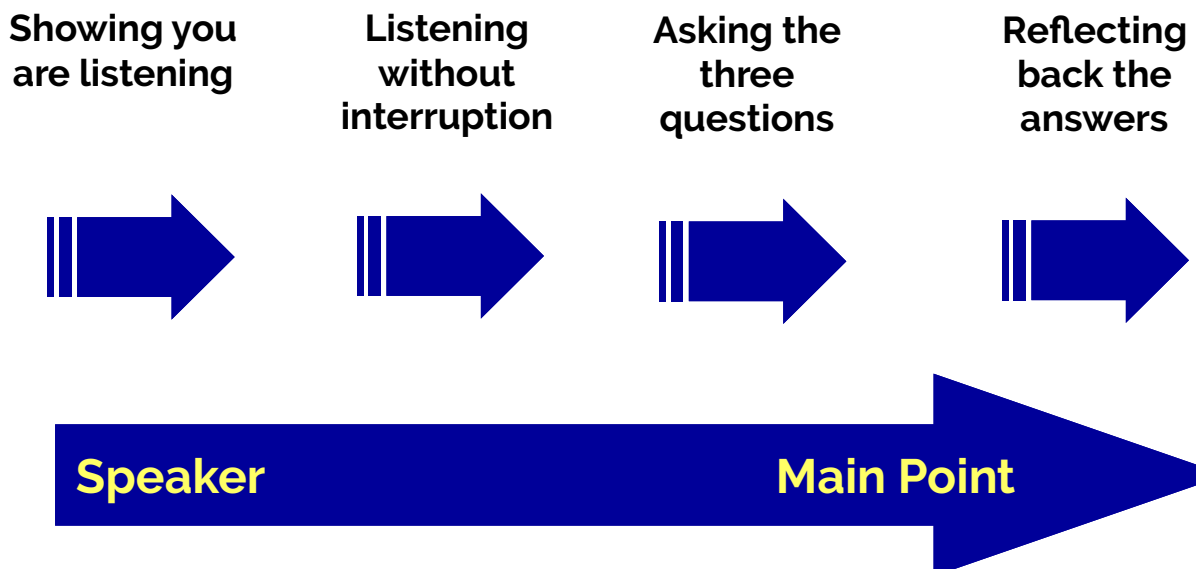 Showing you
are listening
Listening
without
interruption
Asking the
three
questions
Reflecting
back the
answers
Speaker
Main Point